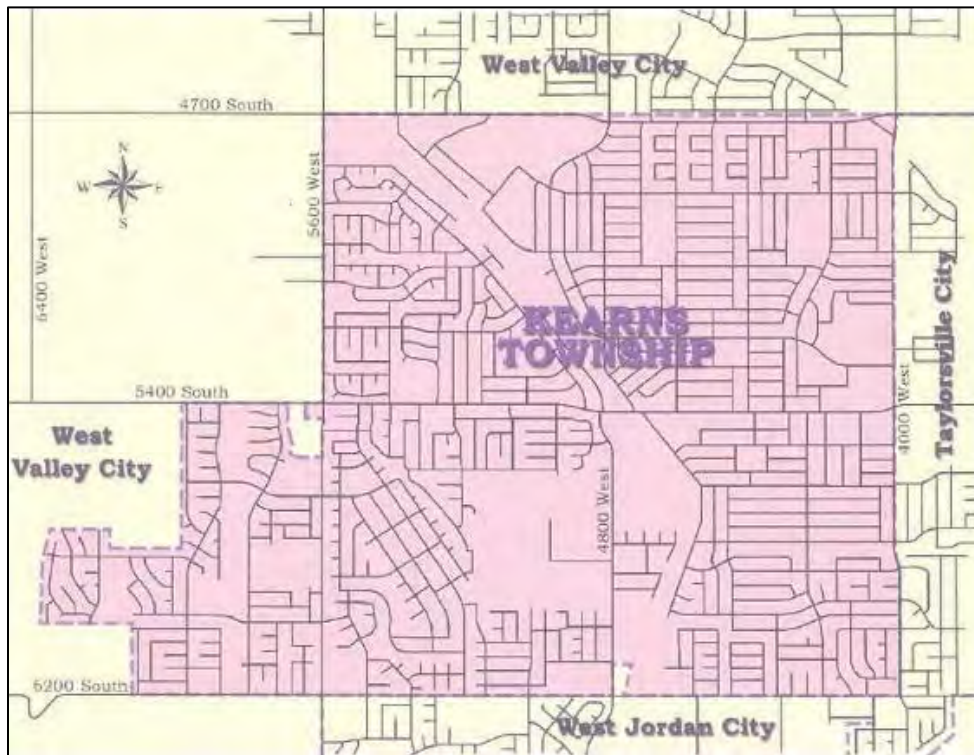 West Valley City
4700 South
N
W E
S
5600 West
6400 West
KEARNS
TOWNSHIP
Taylorsville City
4000 West
5400 South
West
Valley City
4800 West
6200 South
West Jordan City